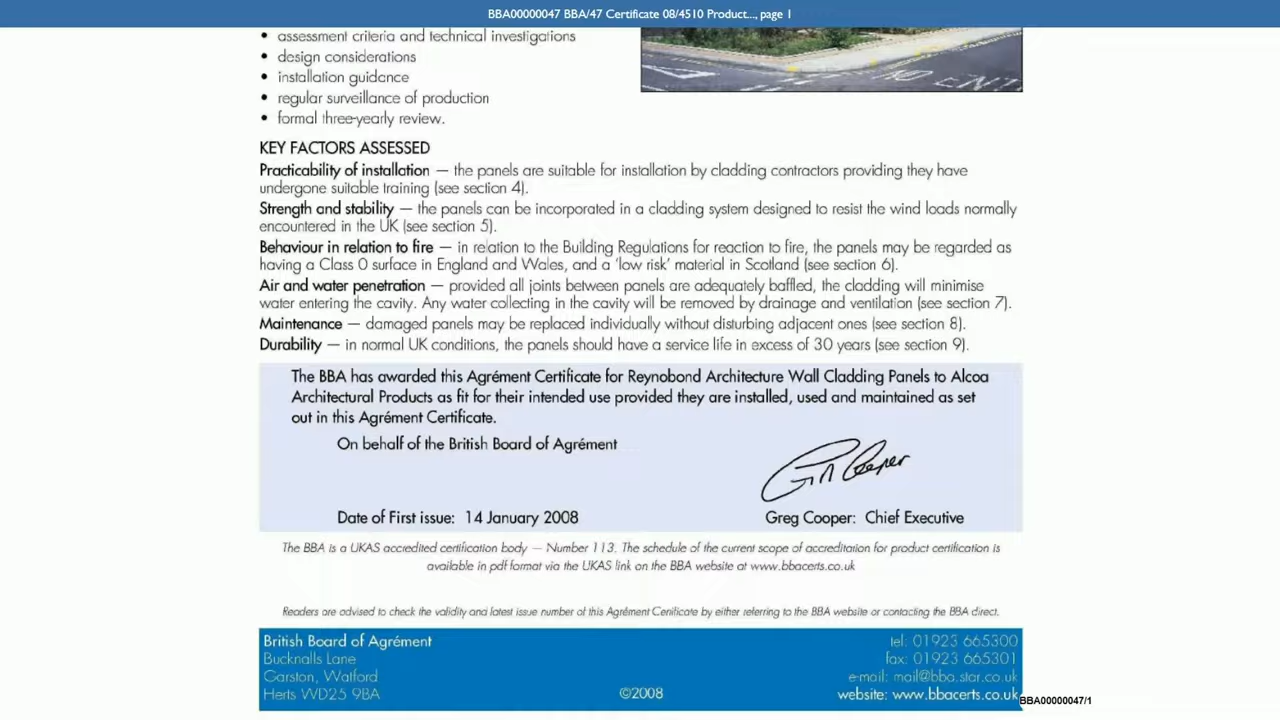 BBA00000047 BBA/47 Certificate 08/4510 Product..., page 1
• assessment criteria and technical investigations
• design considerations
• installation guidance
• regular surveillance of production
• formal three-yearly review.
NO ENT
KEY FACTORS ASSESSED
Practicability of installation — the panels are suitable for installation by cladding contractors providing they have
undergone suitable training (see section 4).
Strength and stability — the panels can be incorporated in a cladding system designed to resist the wind loads normally
encountered in the UK (see section 5).
Behaviour in relation to fire — in relation to the Building Regulations for reaction to fire, the panels may be regarded as
having a Class 0 surface in England and Wales, and a ‘low risk’ material in Scotland (see section 6).
Air and water penetration — provided all joints between panels are adequately baffled, the cladding will minimise
water entering the cavity. Any water collecting in the cavity will be removed by drainage and ventilation (see section 7).
Maintenance — damaged panels may be replaced individually without disturbing adjacent ones (see section 8).
Durability — in normal UK conditions, the panels should have a service life in excess of 30 years (see section 9).
The BBA has awarded this Agrément Certificate for Reynobond Architecture Wall Cladding Panels to Alcoa
Architectural Products as fit for their intended use provided they are installed, used and maintained as set
out in this Agrément Certificate.
On behalf of the British Board of Agrément
Date of First issue: 14 January 2008
Greg Cooper: Chief Executive
The BBA is a UKAS accredited certification body — Number 113. The schedule of the current scope of accreditation for product certification is
available in pdf format via the UKAS link on the BBA website at www.bbacerts.co.uk
Readers are advised to check the validity and latest issue number of this Agrément Certificate by either referring to the BBA website or contacting the BBA direct.
British Board of Agrément
Bucknalls Lane
Garston, Watford
Herts WD25 9BA
©2008
tel: 01923 665300
fax: 01923 665301
e-mail: mail@bba.star.co.uk
website: www.bbacerts.co.uk
BBA00000047/1